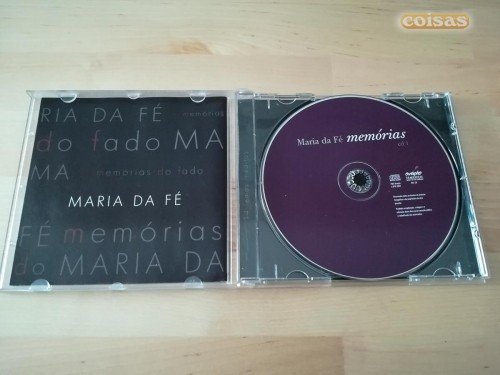 coisas
RIA DA FÉ
memórias
do fado MA
MA
memórias do fado
MARIA DA FÉ
FÉ memórias
do MARIA DA
Maria da Fé memórias
cd 1